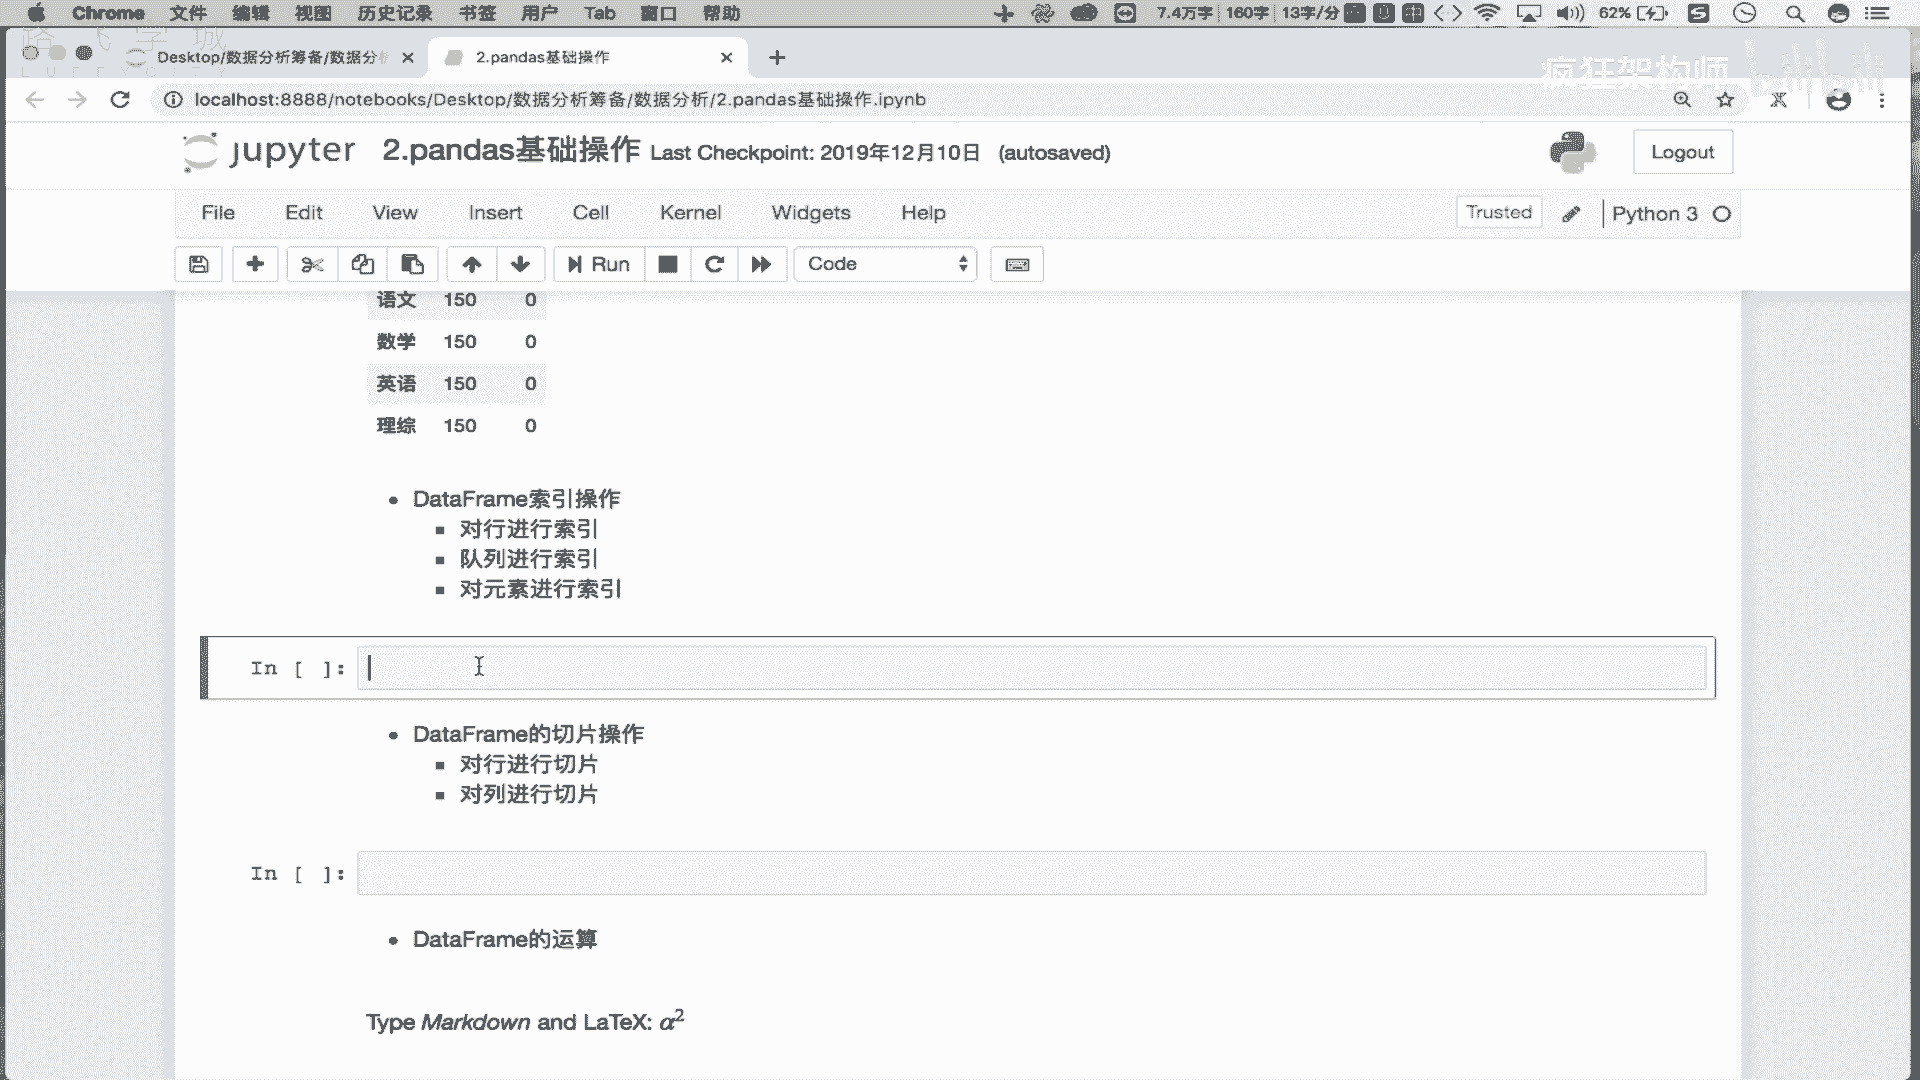 Chrome 文件 编辑 视图 历史记录 书签 用户 Tab 窗口 帮助 7.4万字 160字 13字/分 62%
Desktop/数据分析筹备/数据分析
2.pandas基础操作
疯狂架构师 bilibili
localhost:8888/notebooks/Desktop/数据分析筹备/数据分析/2.pandas基础操作.ipynb
jupyter 2.pandas基础操作 Last Checkpoint: 2019年12月10日 (autosaved)
Logout
File Edit View Insert Cell Kernel Widgets Help
Trusted Python 3
Run Code
语文 150 0
数学 150 0
英语 150 0
理综 150 0
DataFrame索引操作
对行进行索引
队列进行索引
对元素进行索引
In [ ]:
DataFrame的切片操作
对行进行切片
对列进行切片
In [ ]:
DataFrame的运算
Type Markdown and LaTeX: α²